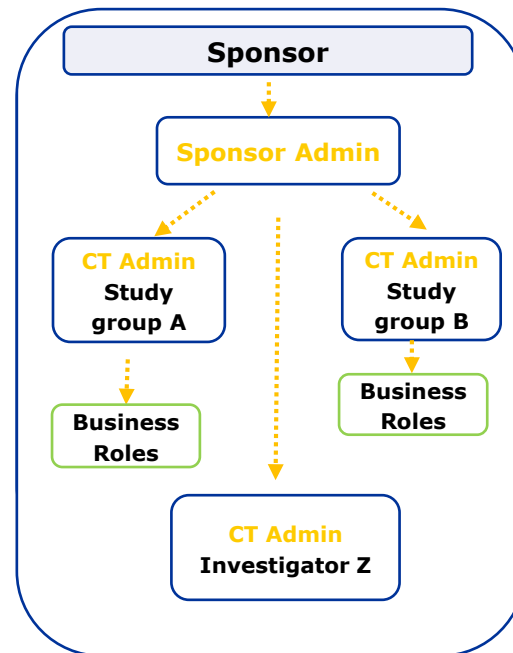 Sponsor
Sponsor Admin
CT Admin
Study
group A
CT Admin
Study
group B
Business
Roles
Business
Roles
CT Admin
Investigator Z